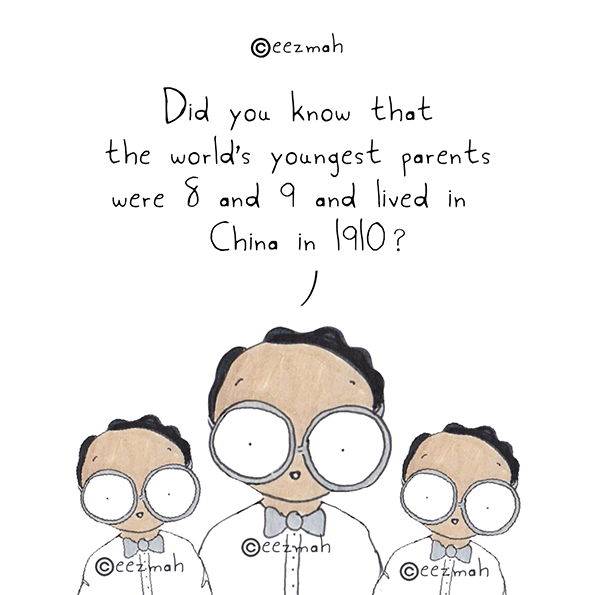 ©eezmah
Did you know that
the world's youngest parents
were 8 and 9 and lived in
China in 1910?
©eezmah
©eezmah
©eezmah